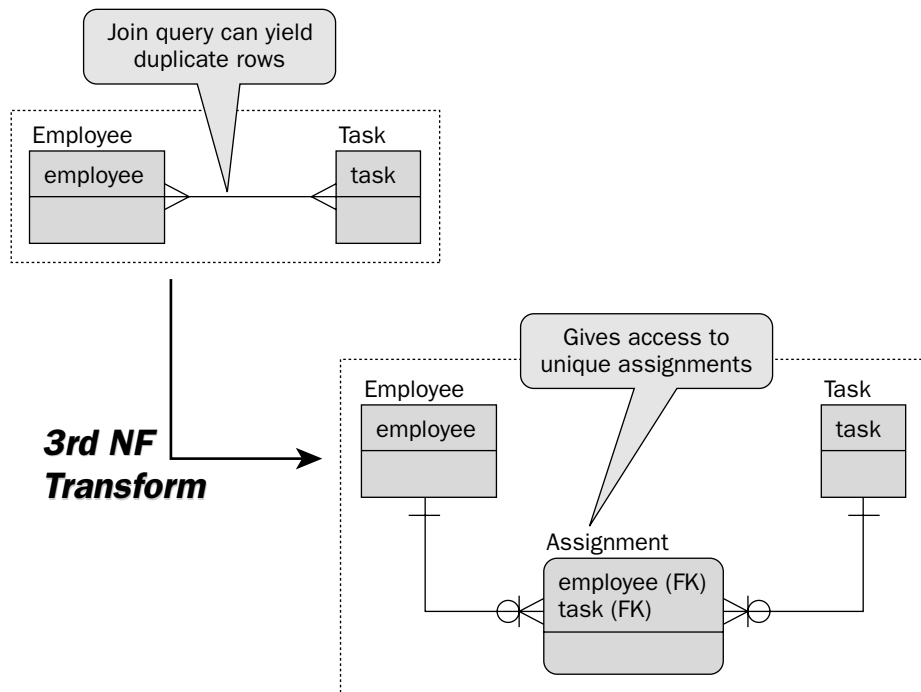 Join query can yield
duplicate rows
Employee
Task
employee
task
Gives access to
unique assignments
Employee
Task
employee
task
3rd NF
Transform
Assignment
employee (FK)
task (FK)